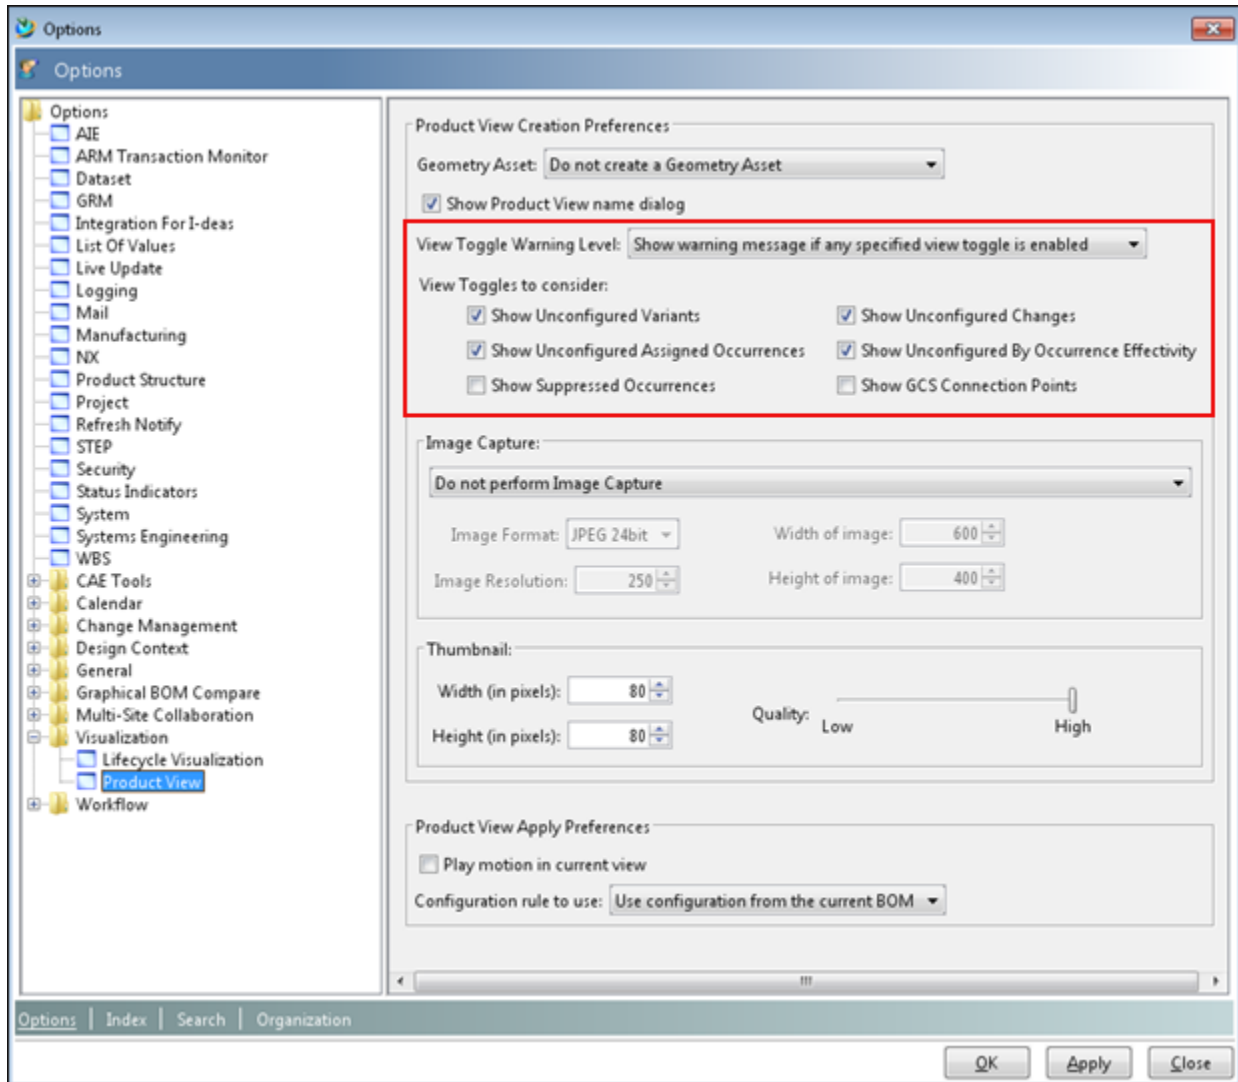 Options
Options
Options
AIE
ARM Transaction Monitor
Dataset
GRM
Integration For I-deas
List Of Values
Live Update
Logging
Mail
Manufacturing
NX
Product Structure
Project
Refresh Notify
STEP
Security
Status Indicators
System
Systems Engineering
WBS
CAE Tools
Calendar
Change Management
Design Context
General
Graphical BOM Compare
Multi-Site Collaboration
Visualization
Lifecycle Visualization
Product View
Workflow
Product View Creation Preferences
Geometry Asset: Do not create a Geometry Asset
Show Product View name dialog
View Toggle Warning Level: Show warning message if any specified view toggle is enabled
View Toggles to consider:
Show Unconfigured Variants Show Unconfigured Changes
Show Unconfigured Assigned Occurrences Show Unconfigured By Occurrence Effectivity
Show Suppressed Occurrences Show GCS Connection Points
Image Capture:
Do not perform Image Capture
Image Format: JPEG 24bit Width of image: 600
Image Resolution: 250 Height of image: 400
Thumbnail:
Width (in pixels): 80
Height (in pixels): 80
Quality: Low High
Product View Apply Preferences
Play motion in current view
Configuration rule to use: Use configuration from the current BOM
Options Index Search Organization
OK Apply Close